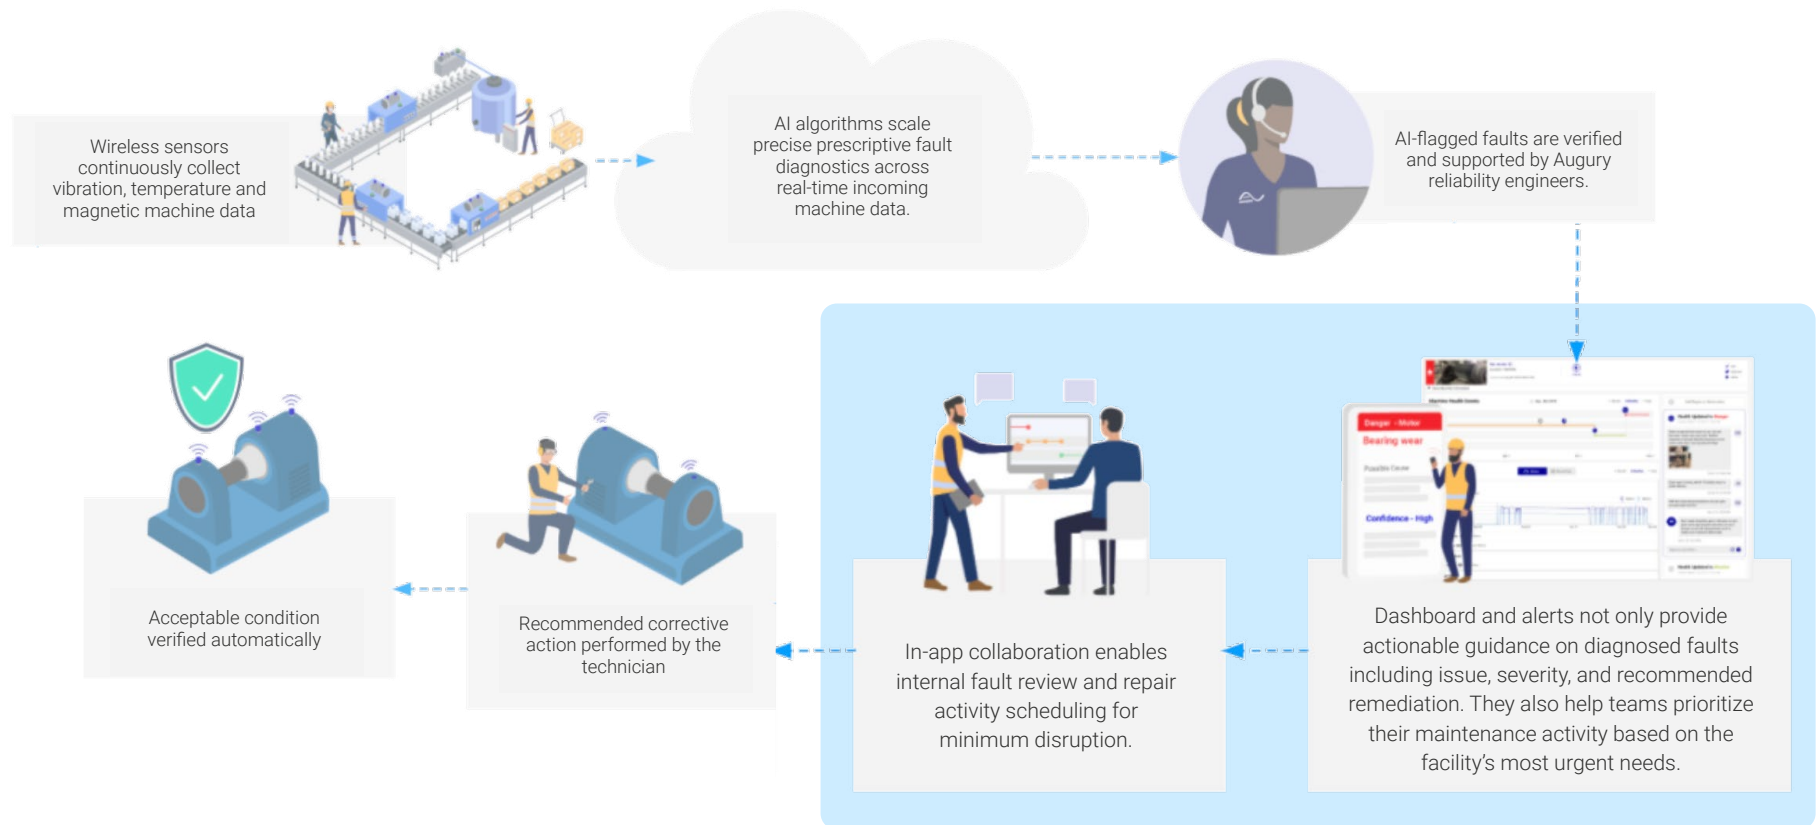 Wireless sensors
continuously collect
vibration, temperature and
magnetic machine data
AI algorithms scale
precise prescriptive fault
diagnostics across
real-time incoming
machine data.
AI-flagged faults are verified
and supported by Augury
reliability engineers.
Danger - Motor
Bearing wear
Possible Cause
Confidence - High
Dashboard and alerts not only provide
actionable guidance on diagnosed faults
including issue, severity, and recommended
remediation. They also help teams prioritize
their maintenance activity based on the
facility's most urgent needs.
In-app collaboration enables
internal fault review and repair
activity scheduling for
minimum disruption.
Recommended corrective
action performed by the
technician
Acceptable condition
verified automatically